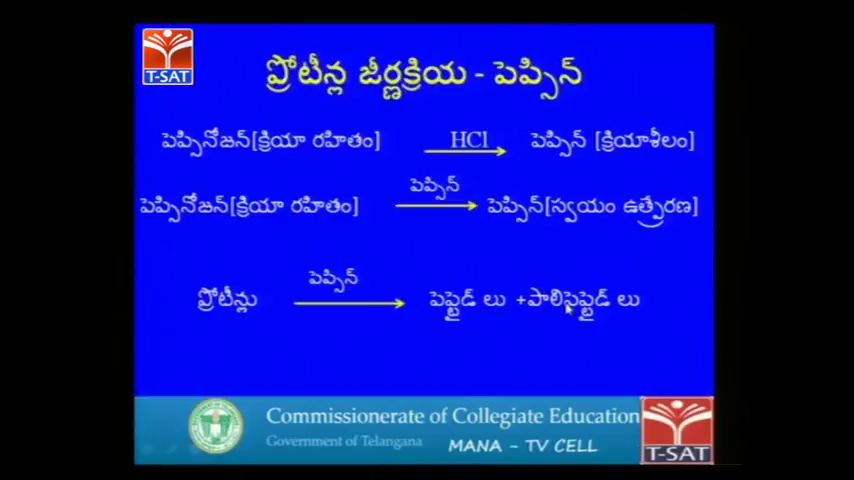 T-SAT
ప్రోటీన్ల జీర్ణక్రియ - పెప్సిన్
పెప్సినోజన్[క్రియా రహితం] HCl పెప్సిన్ [క్రియాశీలం]
పెప్సిన్
పెప్సినోజన్[క్రియా రహితం] పెప్సిన్[స్వయం ఉత్ప్రేరణ]
పెప్సిన్
ప్రోటీన్లు పెప్టైడ్ లు +పాలిపెప్టైడ్ లు
Commissionerate of Collegiate Education
Government of Telangana MANA - TV CELL
T-SAT